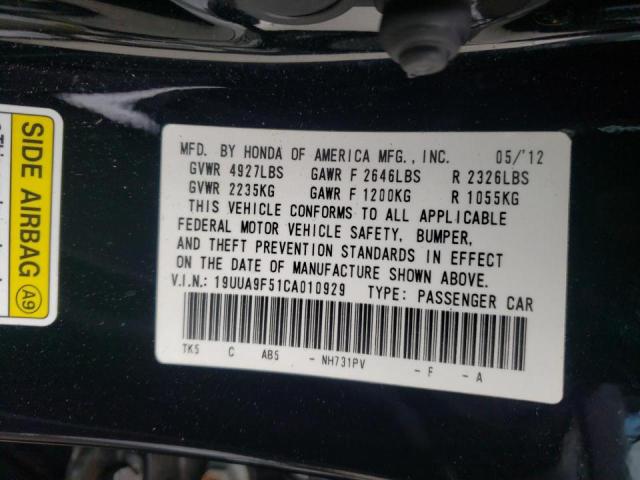 SIDE AIRBAG A9
MFD. BY HONDA OF AMERICA MFG., INC. 05/'12
GVWR 4927LBS GAWR F 2646LBS R 2326LBS
GVWR 2235KG GAWR F 1200KG R 1055KG
THIS VEHICLE CONFORMS TO ALL APPLICABLE
FEDERAL MOTOR VEHICLE SAFETY, BUMPER,
AND THEFT PREVENTION STANDARDS IN EFFECT
ON THE DATE OF MANUFACTURE SHOWN ABOVE.
V.I.N.: 19UUA9F51CA010929 TYPE: PASSENGER CAR
TK5 C AB5 - NH731PV - F - A